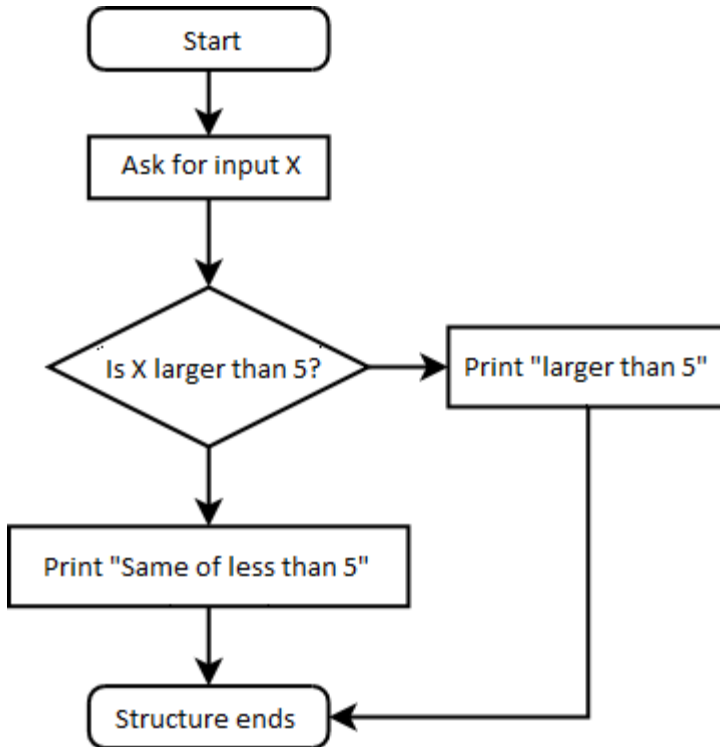 Start
Ask for input X
Is X larger than 5?
Print "larger than 5"
Print "Same of less than 5"
Structure ends